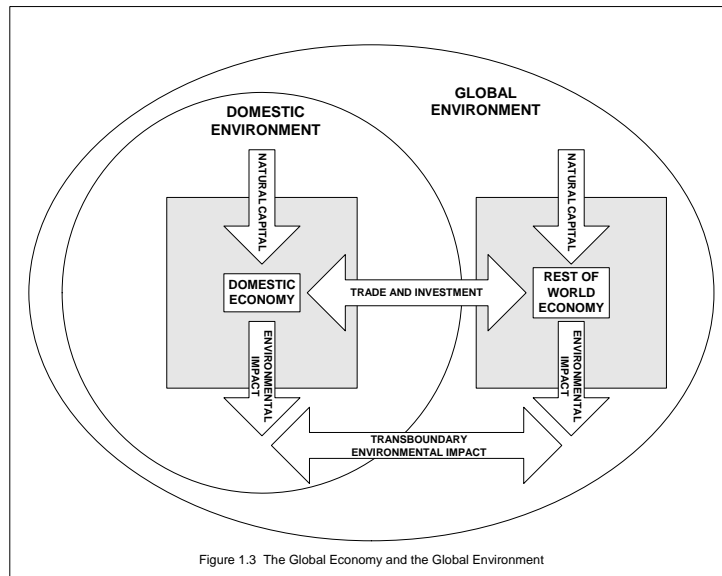 DOMESTIC
ENVIRONMENT
GLOBAL
ENVIRONMENT
NATURAL CAPITAL
NATURAL CAPITAL
DOMESTIC
ECONOMY
TRADE AND INVESTMENT
REST OF
WORLD
ECONOMY
ENVIRONMENTAL
IMPACT
ENVIRONMENTAL
IMPACT
TRANSBOUNDARY
ENVIRONMENTAL IMPACT
Figure 1.3 The Global Economy and the Global Environment